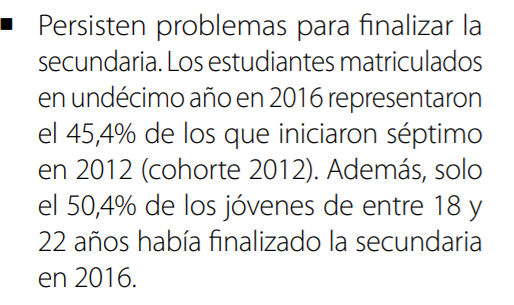 ▪ Persisten problemas para finalizar la
secundaria. Los estudiantes matriculados
en undécimo año en 2016 representaron
el 45,4% de los que iniciaron séptimo
en 2012 (cohorte 2012). Además, solo
el 50,4% de los jóvenes de entre 18 y
22 años había finalizado la secundaria
en 2016.